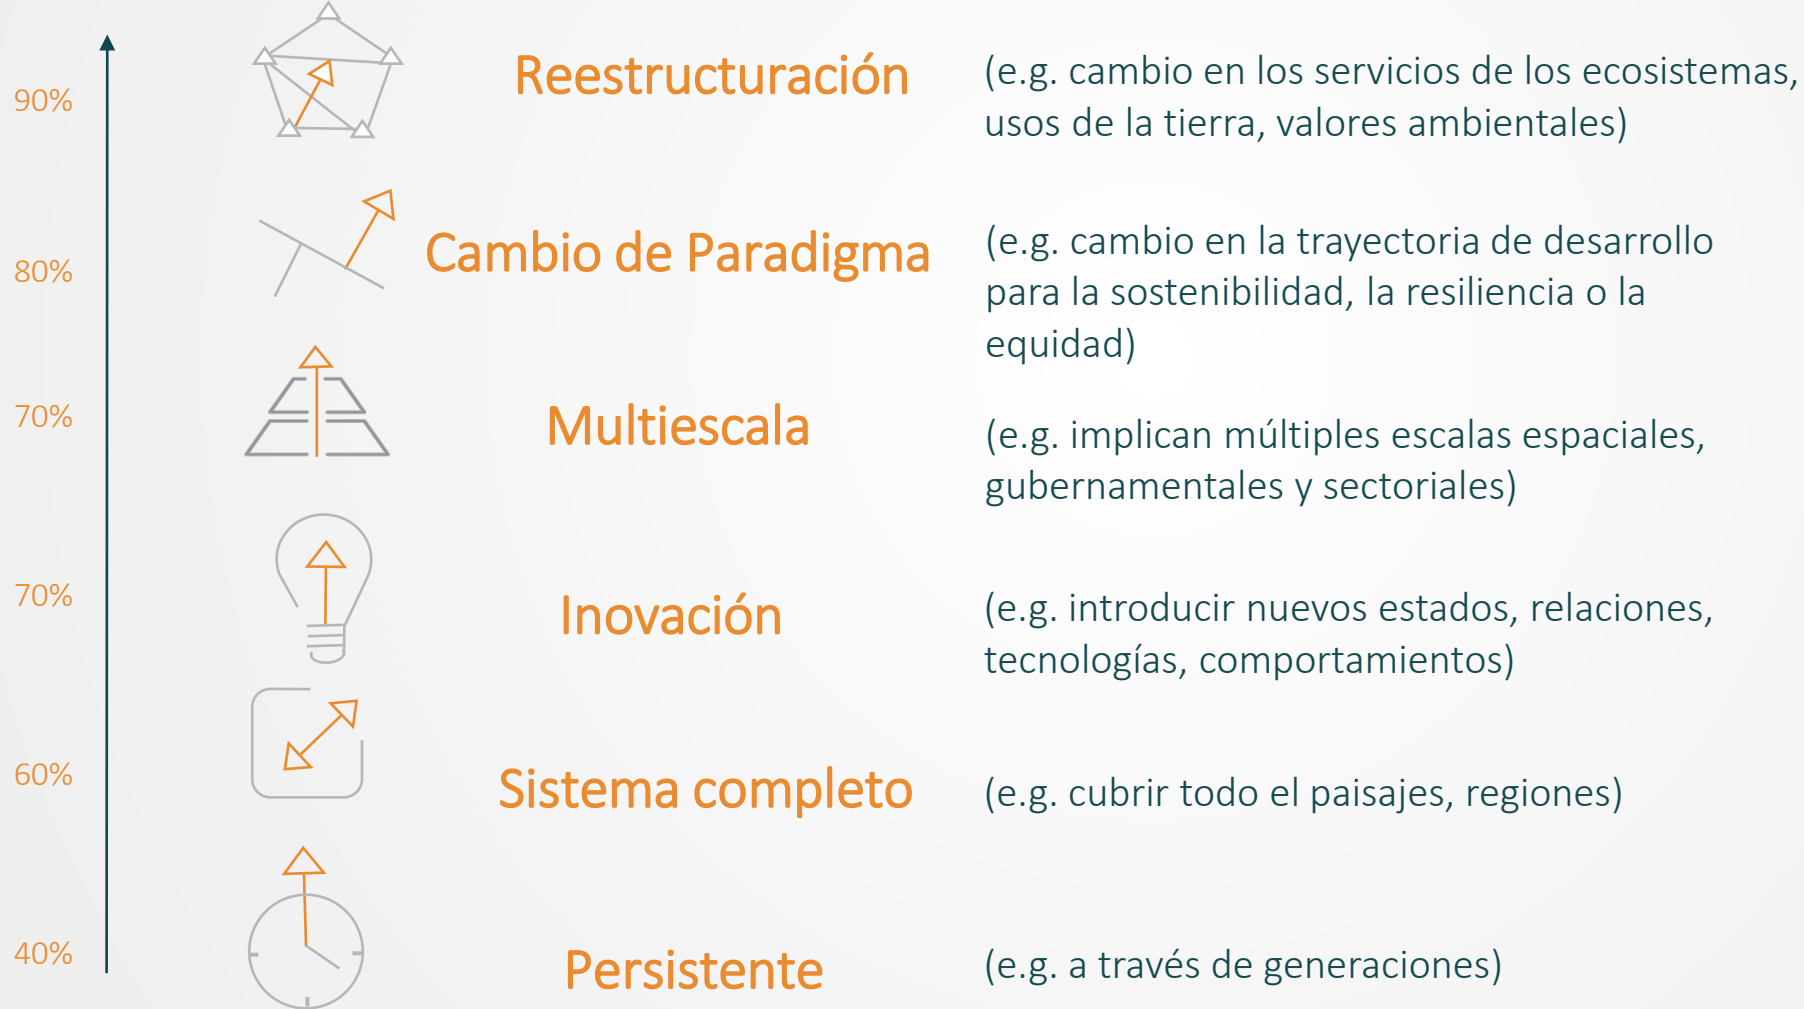 90%
Reestructuración
(e.g. cambio en los servicios de los ecosistemas,
usos de la tierra, valores ambientales)
80%
Cambio de Paradigma
(e.g. cambio en la trayectoria de desarrollo
para la sostenibilidad, la resiliencia o la
equidad)
70%
Multiescala
(e.g. implican múltiples escalas espaciales,
gubernamentales y sectoriales)
70%
Inovación
(e.g. introducir nuevos estados, relaciones,
tecnologías, comportamientos)
60%
Sistema completo
(e.g. cubrir todo el paisajes, regiones)
40%
Persistente
(e.g. a través de generaciones)